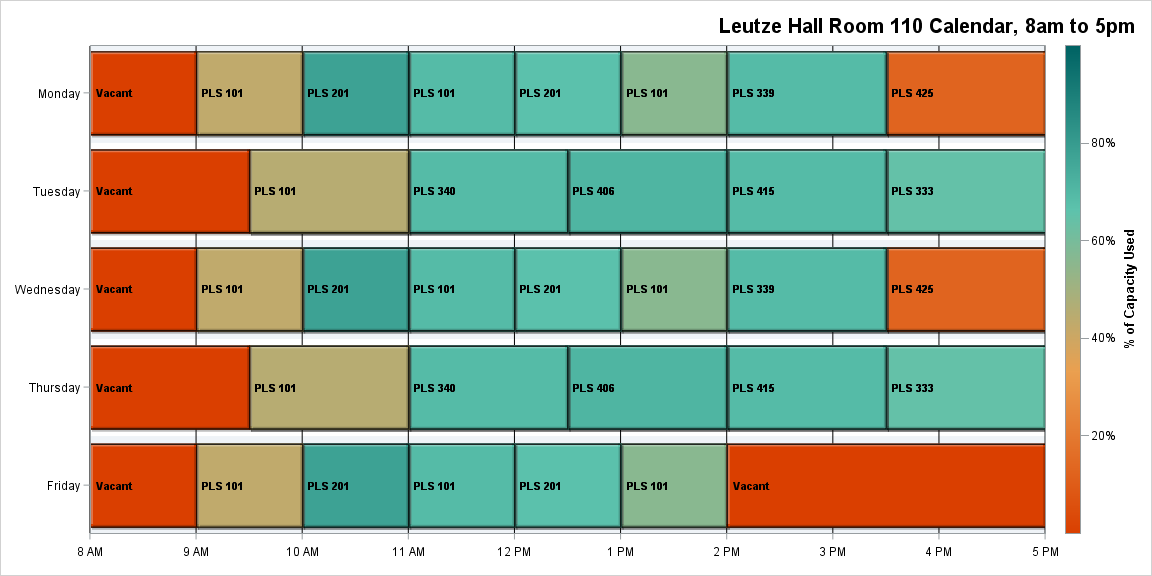 Leutze Hall Room 110 Calendar, 8am to 5pm
Monday
Vacant
PLS 101
PLS 201
PLS 101
PLS 201
PLS 101
PLS 339
PLS 425
Tuesday
Vacant
PLS 101
PLS 340
PLS 406
PLS 415
PLS 333
Wednesday
Vacant
PLS 101
PLS 201
PLS 101
PLS 201
PLS 101
PLS 339
PLS 425
Thursday
Vacant
PLS 101
PLS 340
PLS 406
PLS 415
PLS 333
Friday
Vacant
PLS 101
PLS 201
PLS 101
PLS 201
PLS 101
Vacant
8 AM
9 AM
10 AM
11 AM
12 PM
1 PM
2 PM
3 PM
4 PM
5 PM
80%
60%
40%
20%
% of Capacity Used